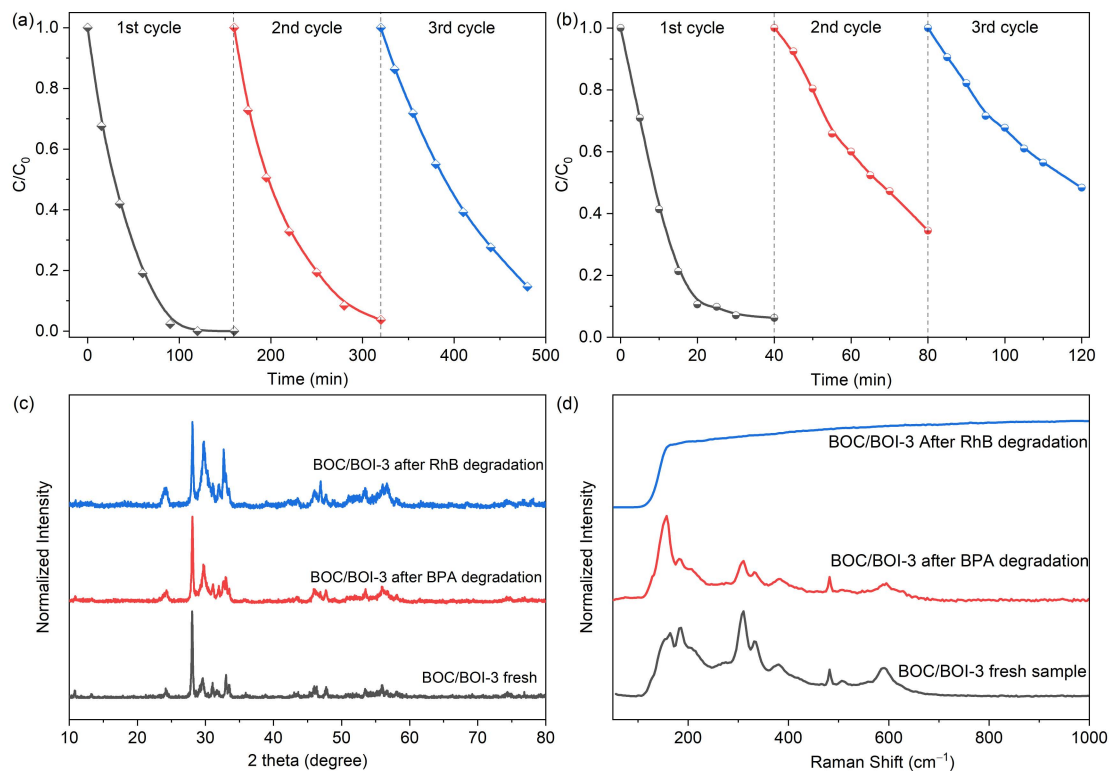 (a)
1st cycle
2nd cycle
3rd cycle
1.0
0.8
0.6
0.4
0.2
0.0
C/C₀
0
100
200
300
400
500
Time (min)
(b)
1st cycle
2nd cycle
3rd cycle
1.0
0.8
0.6
0.4
0.2
0.0
C/C₀
0
20
40
60
80
100
120
Time (min)
(c)
BOC/BOI-3 after RhB degradation
BOC/BOI-3 after BPA degradation
BOC/BOI-3 fresh
Normalized Intensity
10
20
30
40
50
60
70
80
2 theta (degree)
(d)
BOC/BOI-3 After RhB degradation
BOC/BOI-3 after BPA degradation
BOC/BOI-3 fresh sample
Normalized Intensity
200
400
600
800
1000
Raman Shift (cm⁻¹)